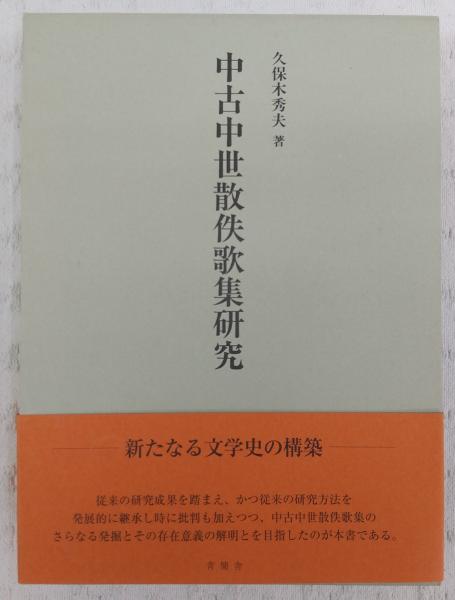 久保木秀夫 著
中古中世散佚歌集研究
新たなる文学史の構築
従来の研究成果を踏まえ、かつ従来の研究方法を
発展的に継承し時に批判も加えつつ、中古中世散佚歌集の
さらなる発掘とその存在意義の解明とを目指したのが本書である。
青簡舎